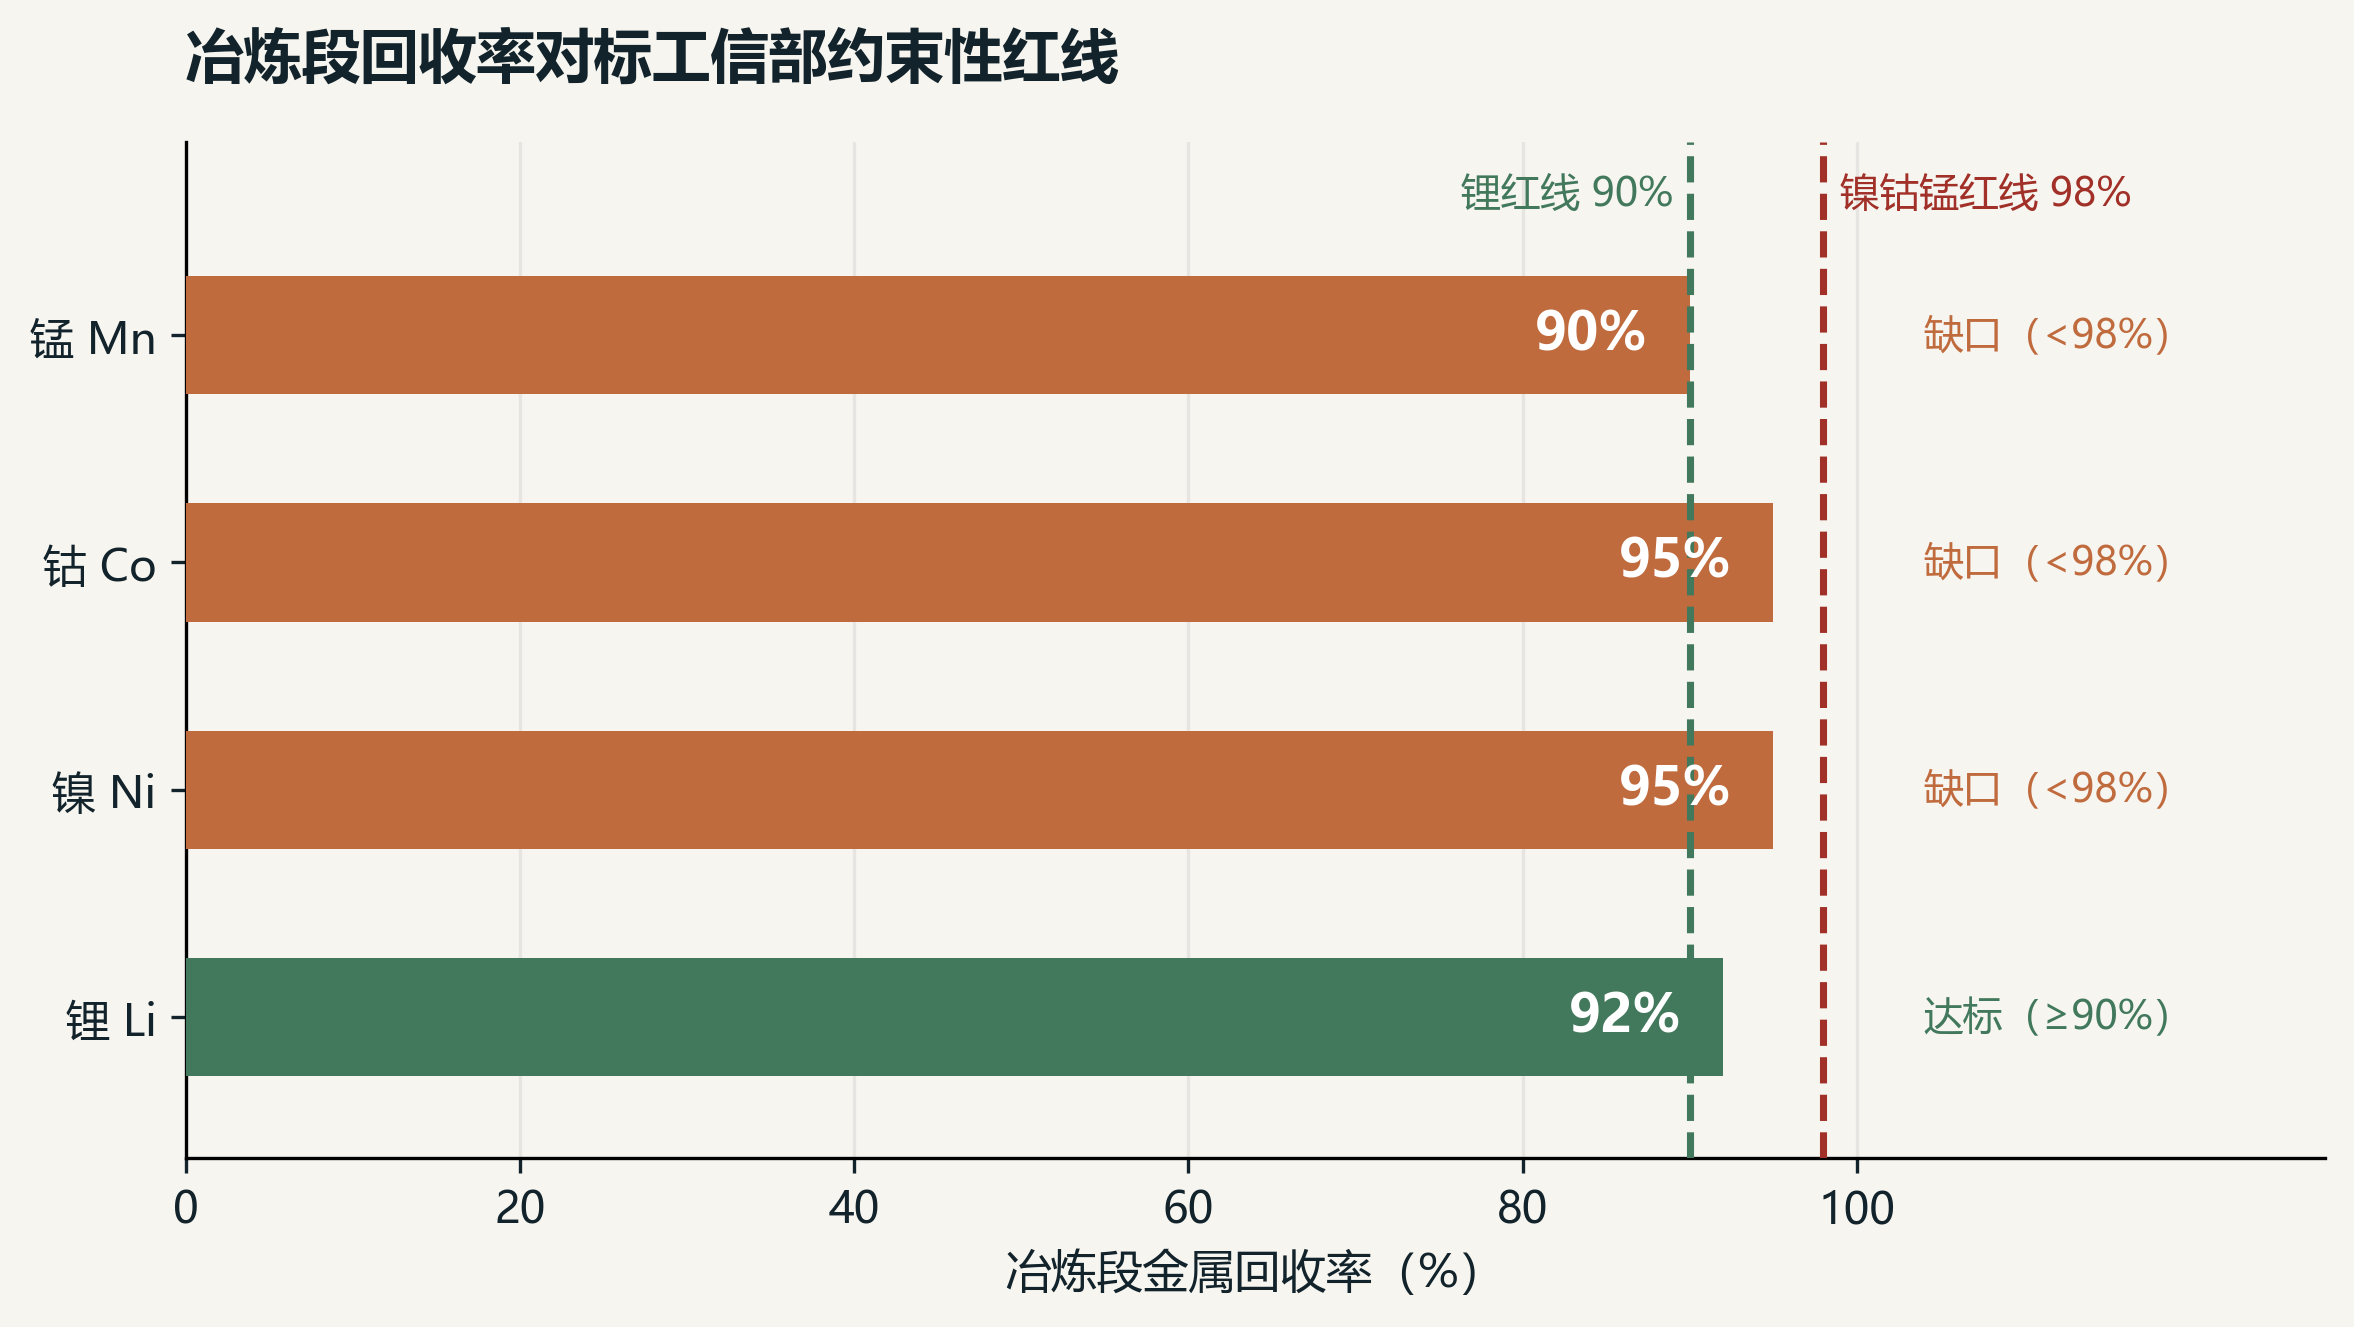 冶炼段回收率对标工信部约束性红线
锂红线 90%
镍钴锰红线 98%
锰 Mn
90%
缺口（<98%）
钴 Co
95%
缺口（<98%）
镍 Ni
95%
缺口（<98%）
锂 Li
92%
达标（≥90%）
0 20 40 60 80 100
冶炼段金属回收率（%）